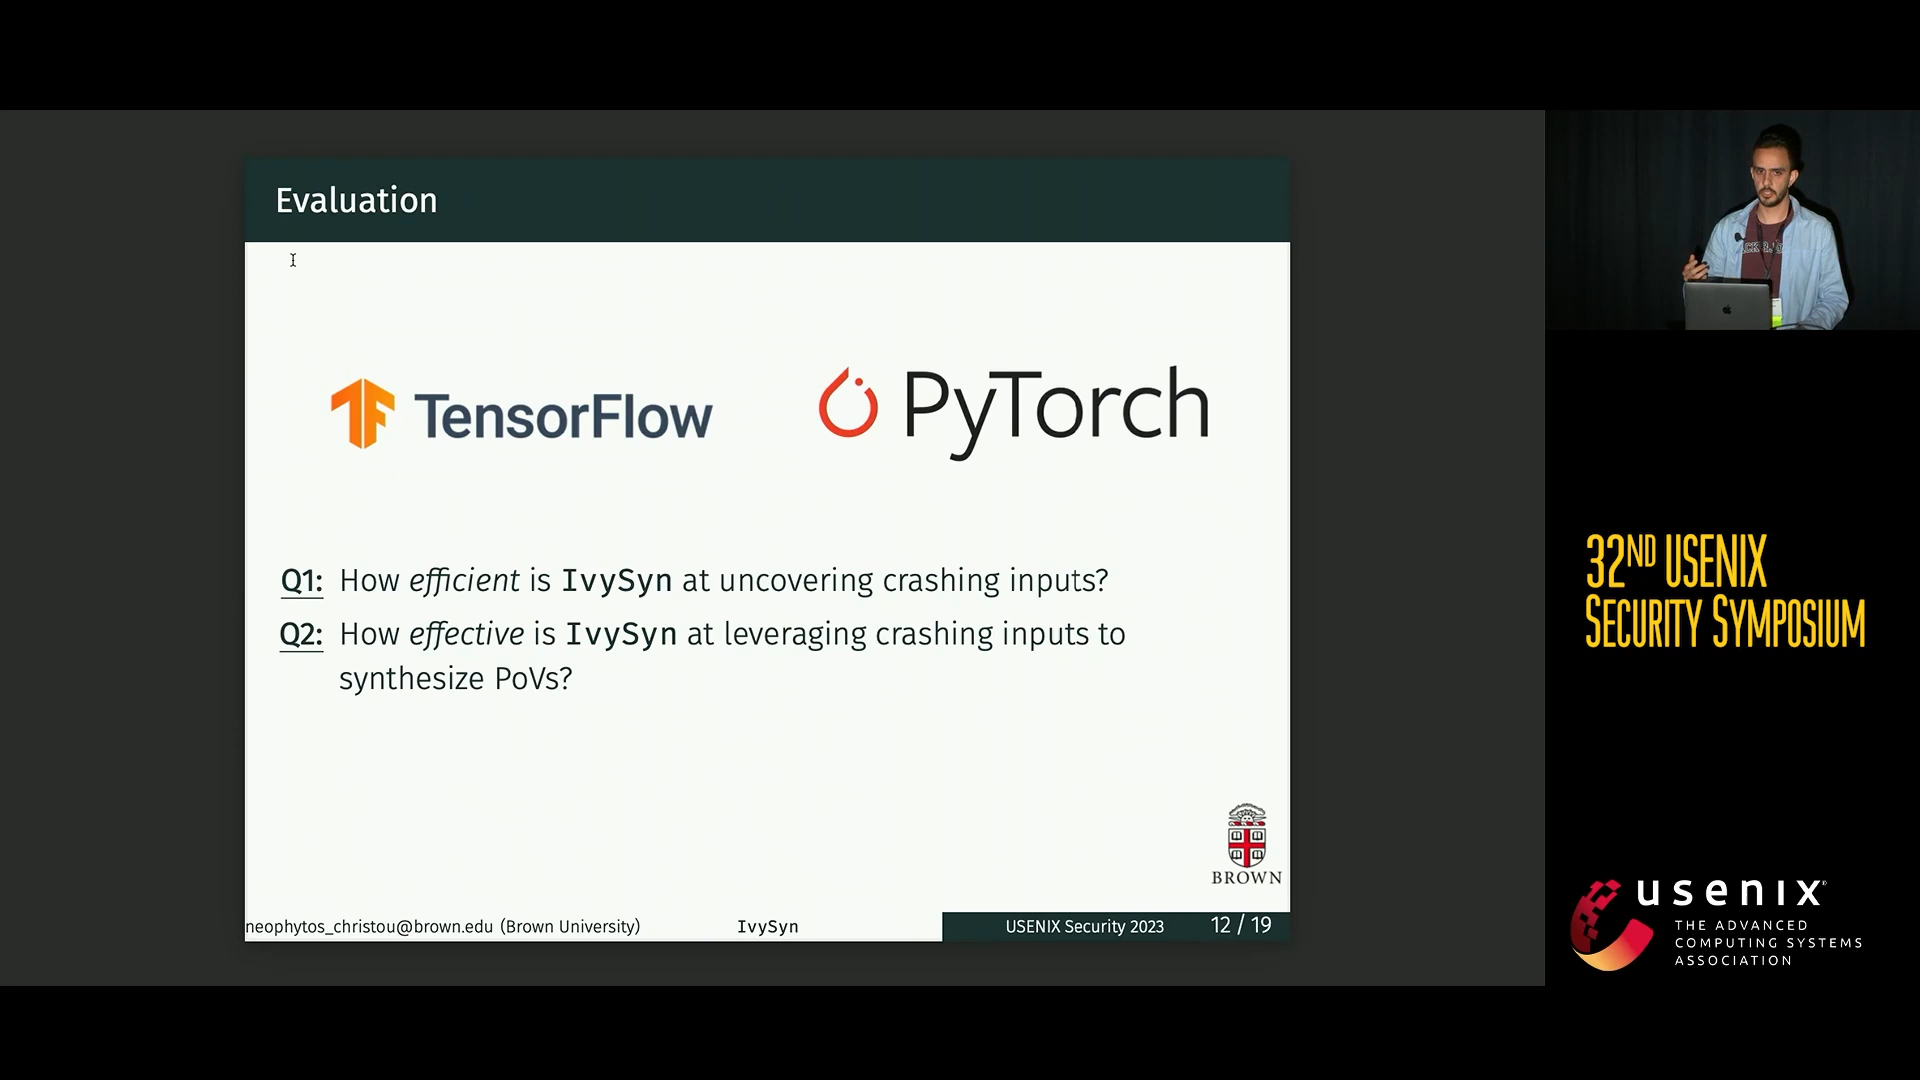 Evaluation
TensorFlow
PyTorch
Q1: How efficient is IvySyn at uncovering crashing inputs?
Q2: How effective is IvySyn at leveraging crashing inputs to
synthesize PoVs?
BROWN
neophytos_christou@brown.edu (Brown University)
IvySyn
USENIX Security 2023
12 / 19
32ND USENIX
SECURITY SYMPOSIUM
usenix
THE ADVANCED
COMPUTING SYSTEMS
ASSOCIATION